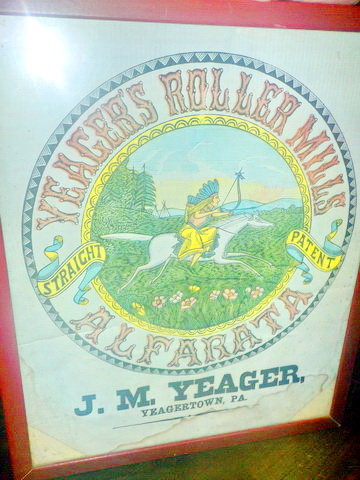 YEAGER'S ROLLER MILLS
STRAIGHT
PATENT
ALFARATA
J. M. YEAGER,
YEAGERTOWN, PA.